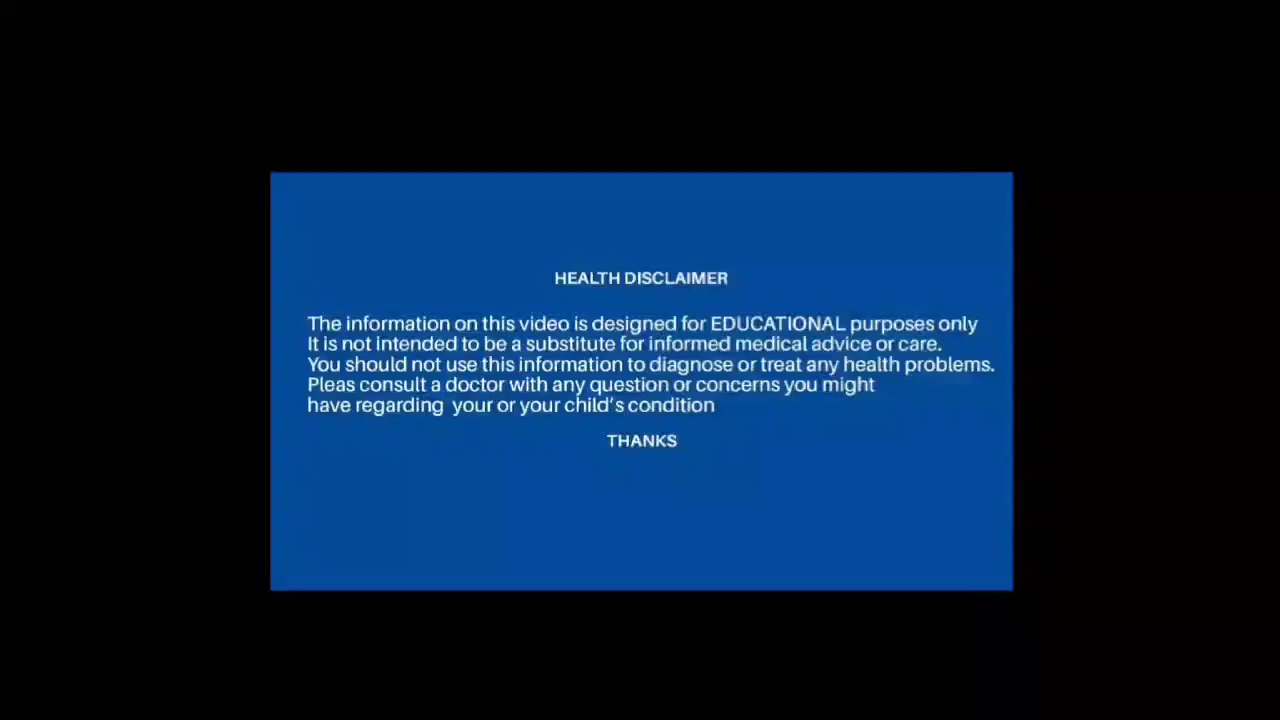 HEALTH DISCLAIMER
The information on this video is designed for EDUCATIONAL purposes only
It is not intended to be a substitute for informed medical advice or care.
You should not use this information to diagnose or treat any health problems.
Pleas consult a doctor with any question or concerns you might
have regarding  your or your child's condition
THANKS